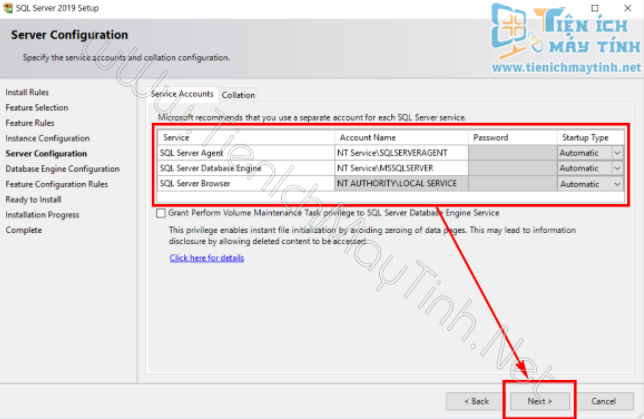 SQL Server 2019 Setup
TIỆN ÍCH
MÁY TÍNH
www.tienichmaytinh.net
Server Configuration
Specify the service accounts and collation configuration.
Install Rules
Feature Selection
Feature Rules
Instance Configuration
Server Configuration
Database Engine Configuration
Feature Configuration Rules
Ready to Install
Installation Progress
Complete
Service Accounts Collation
Microsoft recommends that you use a separate account for each SQL Server service.
Service Account Name Password Startup Type
SQL Server Agent NT Service\SQLSERVERAGENT Automatic
SQL Server Database Engine NT Service\MSSQLSERVER Automatic
SQL Server Browser NT AUTHORITY\LOCAL SERVICE Automatic
Grant Perform Volume Maintenance Task privilege to SQL Server Database Engine Service
This privilege enables instant file initialization by avoiding zeroing of data pages. This may lead to information
disclosure by allowing deleted content to be accessed.
Click here for details
www.TienIchMayTinh.Net
< Back Next > Cancel